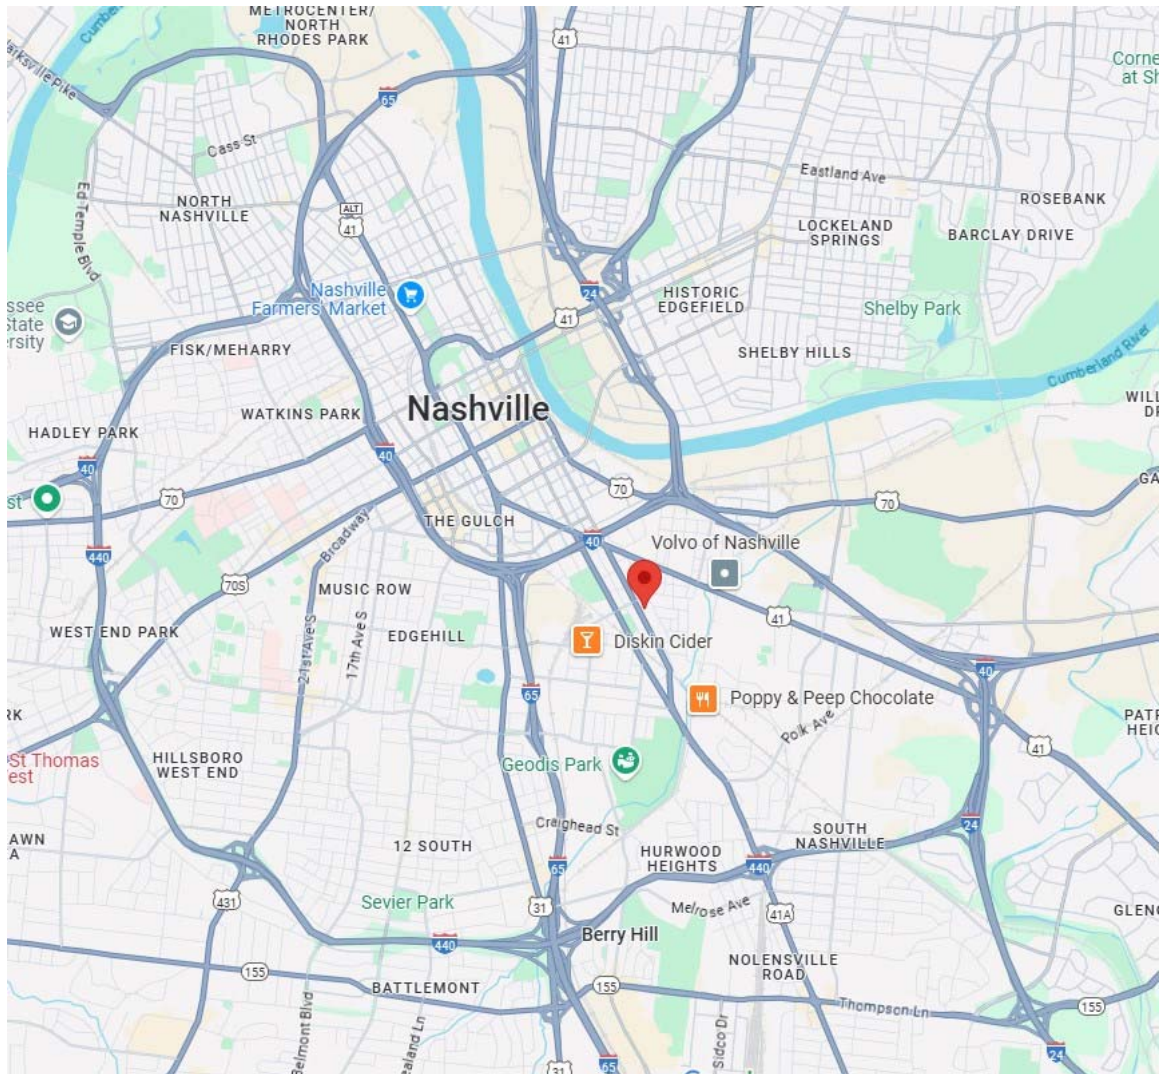 METROCENTER/
NORTH
RHODES PARK
41
65
Cass St
Ed Temple Blvd
NORTH
NASHVILLE
ALT
41
Eastland Ave
ROSEBANK
LOCKELAND
SPRINGS
BARCLAY DRIVE
Nashville
Farmers' Market
24
41
HISTORIC
EDGEFIELD
Shelby Park
FISK/MEHARRY
SHELBY HILLS
Cumberland River
WATKINS PARK
Nashville
HADLEY PARK
40
40
70
70
70
THE GULCH
Broadway
40
Volvo of Nashville
440
70S
MUSIC ROW
41
WEST END PARK
21st Ave S
17th Ave S
EDGEHILL
Diskin Cider
40
65
Poppy & Peep Chocolate
Polk Ave
41
St Thomas
HILLSBORO
WEST END
Geodis Park
Craighead St
24
12 SOUTH
SOUTH
NASHVILLE
HURWOOD
HEIGHTS
65
440
431
Sevier Park
31
Melrose Ave
41A
Berry Hill
440
155
NOLENSVILLE
ROAD
BATTLEMONT
155
Thompson Ln
155
Belmont Blvd
Sidco Dr
24
31
65